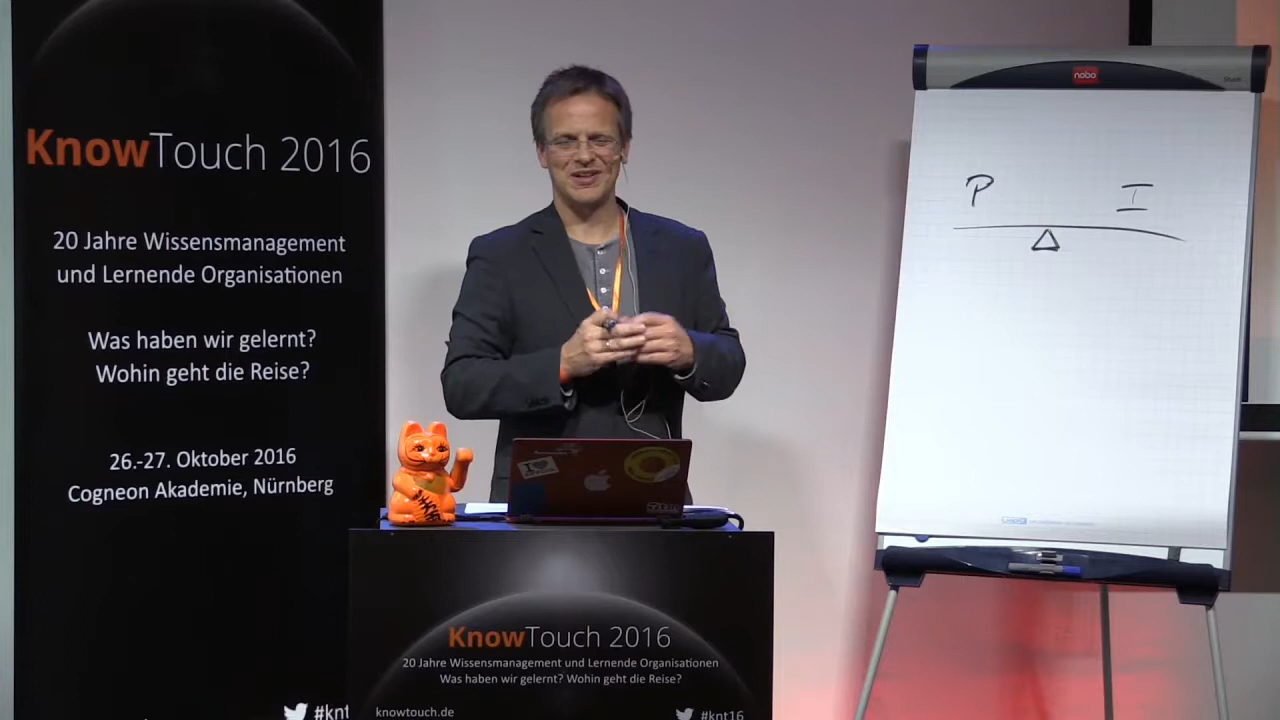 KnowTouch 2016
20 Jahre Wissensmanagement
und Lernende Organisationen
Was haben wir gelernt?
Wohin geht die Reise?
26.-27. Oktober 2016
Cogneon Akademie, Nürnberg
#knt
nobo
P I
I
KnowTouch 2016
20 Jahre Wissensmanagement und Lernende Organisationen
Was haben wir gelernt? Wohin geht die Reise?
knowtouch.de
#knt16